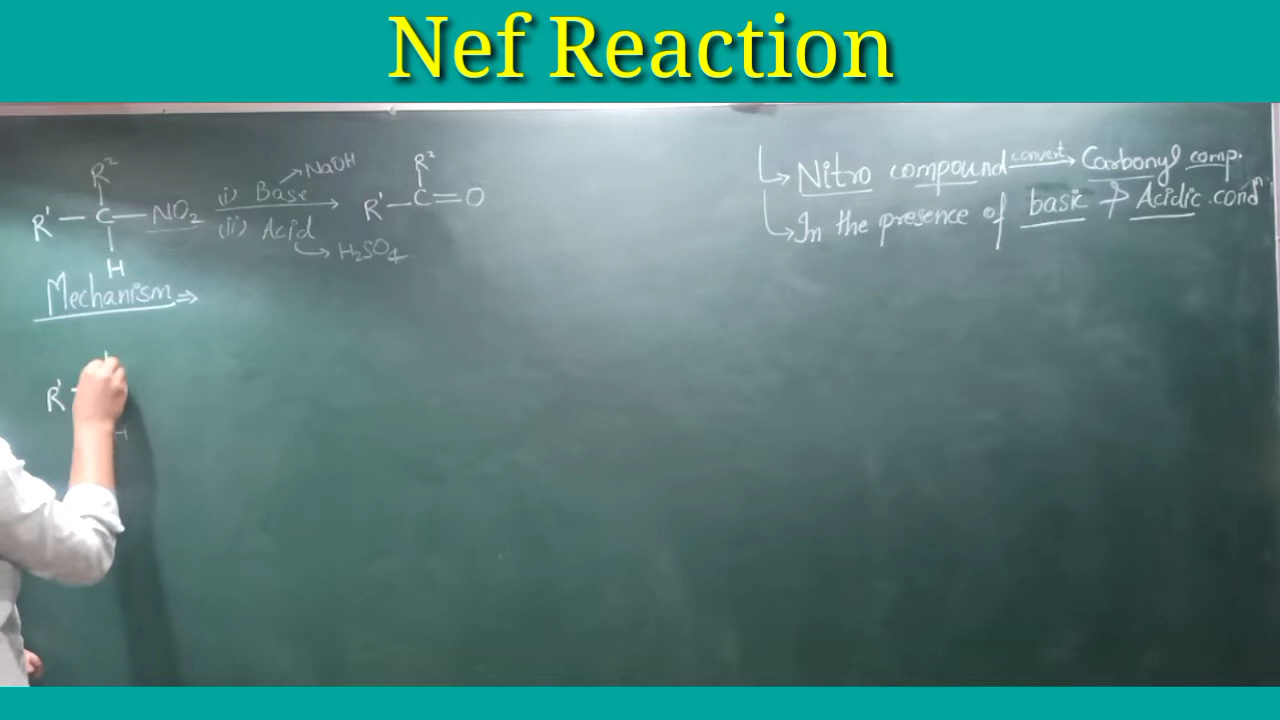 Nef Reaction
R²
R' — C — NO₂
H
(i) Base → NaOH
(ii) Acid → H₂SO₄
R²
R' — C = O
↳ Nitro compound convert → Carbonyl comp.
↳ In the presence of basic & Acidic condⁿ.
Mechanism ⇒
R' —
H